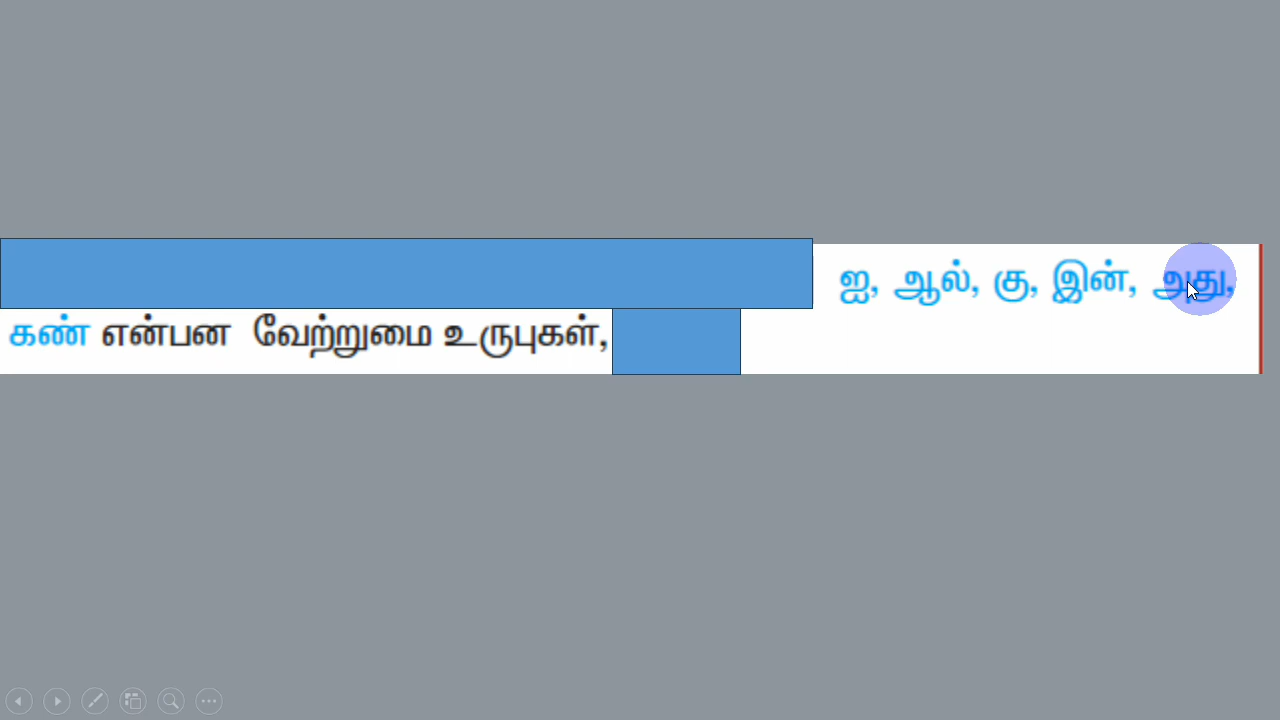 ஐ, ஆல், கு, இன், அது,
கண் என்பன வேற்றுமை உருபுகள்,